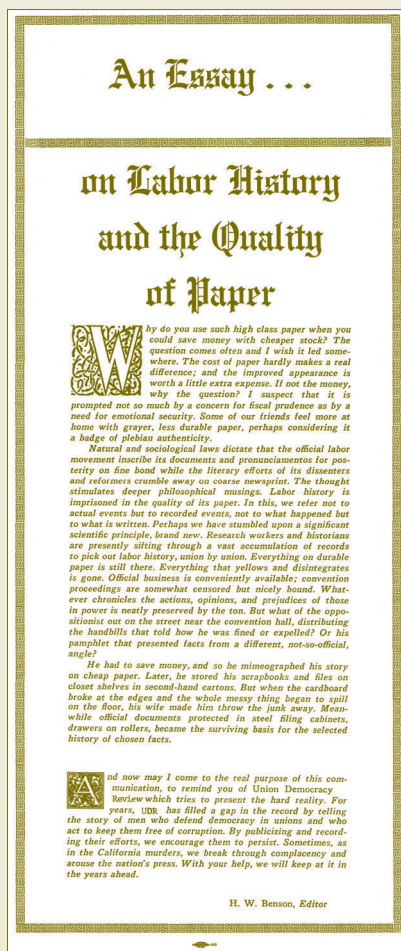 An Essay . . .
on Labor History
and the Quality
of Paper
Why do you use such high class paper when you
could save money with cheaper stock? The
question comes often and I wish it led some-
where. The cost of paper hardly makes a real
difference; and the improved appearance is
worth a little extra expense. If not the money,
why the question? I suspect that it is
prompted not so much by a concern for fiscal prudence as by a
need for emotional security. Some of our friends feel more at
home with grayer, less durable paper, perhaps considering it
a badge of plebian authenticity.
Natural and sociological laws dictate that the official labor
movement inscribe its documents and pronunciamentos for pos-
terity on fine bond while the literary efforts of its dissenters
and reformers crumble away on coarse newsprint. The thought
stimulates deeper philosophical musings. Labor history is
imprisoned in the quality of its paper. In this, we refer not to
actual events but to recorded events, not to what happened but
to what is written. Perhaps we have stumbled upon a significant
scientific principle, brand new. Research workers and historians
are presently sifting through a vast accumulation of records
to pick out labor history, union by union. Everything on durable
paper is still there. Everything that yellows and disintegrates
is gone. Official business is conveniently available; convention
proceedings are somewhat censored but nicely bound. What-
ever chronicles the actions, opinions, and prejudices of those
in power is neatly preserved by the ton. But what of the oppo-
sitionist out on the street near the convention hall, distributing
the handbills that told how he was fined or expelled? Or his
pamphlet that presented facts from a different, not-so-official,
angle?
He had to save money, and so he mimeographed his story
on cheap paper. Later, he stored his scrapbooks and files on
closet shelves in second-hand cartons. But when the cardboard
broke at the edges and the whole messy thing began to spill
on the floor, his wife made him throw the junk away. Mean-
while official documents protected in steel filing cabinets,
drawers on rollers, became the surviving basis for the selected
history of chosen facts.
And now may I come to the real purpose of this com-
munication, to remind you of Union Democracy
Review which tries to present the hard reality. For
years, UDR has filled a gap in the record by telling
the story of men who defend democracy in unions and who
act to keep them free of corruption. By publicizing and record-
ing their efforts, we encourage them to persist. Sometimes, as
in the California murders, we break through complacency and
arouse the nation's press. With your help, we will keep at it in
the years ahead.
H. W. Benson, Editor